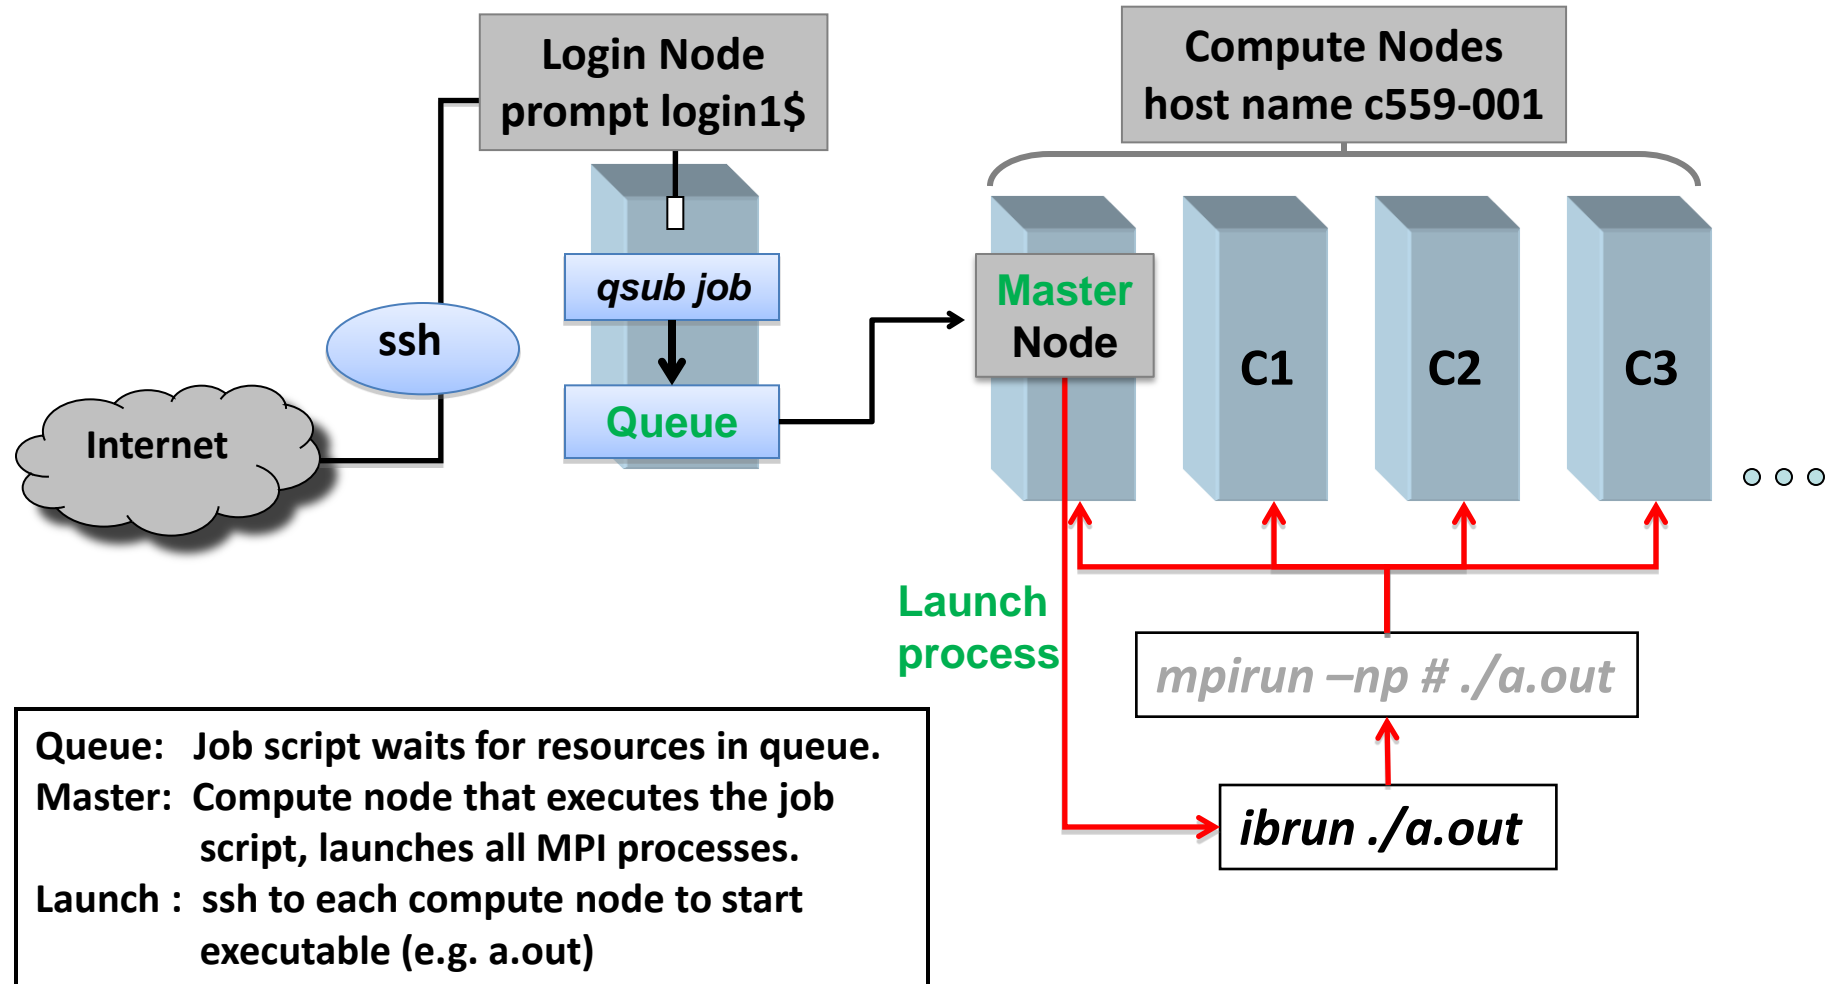 Login Node
prompt login1$
Compute Nodes
host name c559-001
qsub job
Queue
ssh
Internet
Master
Node
C1
C2
C3
Launch
process
mpirun –np # ./a.out
ibrun ./a.out
Queue: Job script waits for resources in queue.
Master: Compute node that executes the job
script, launches all MPI processes.
Launch : ssh to each compute node to start
executable (e.g. a.out)